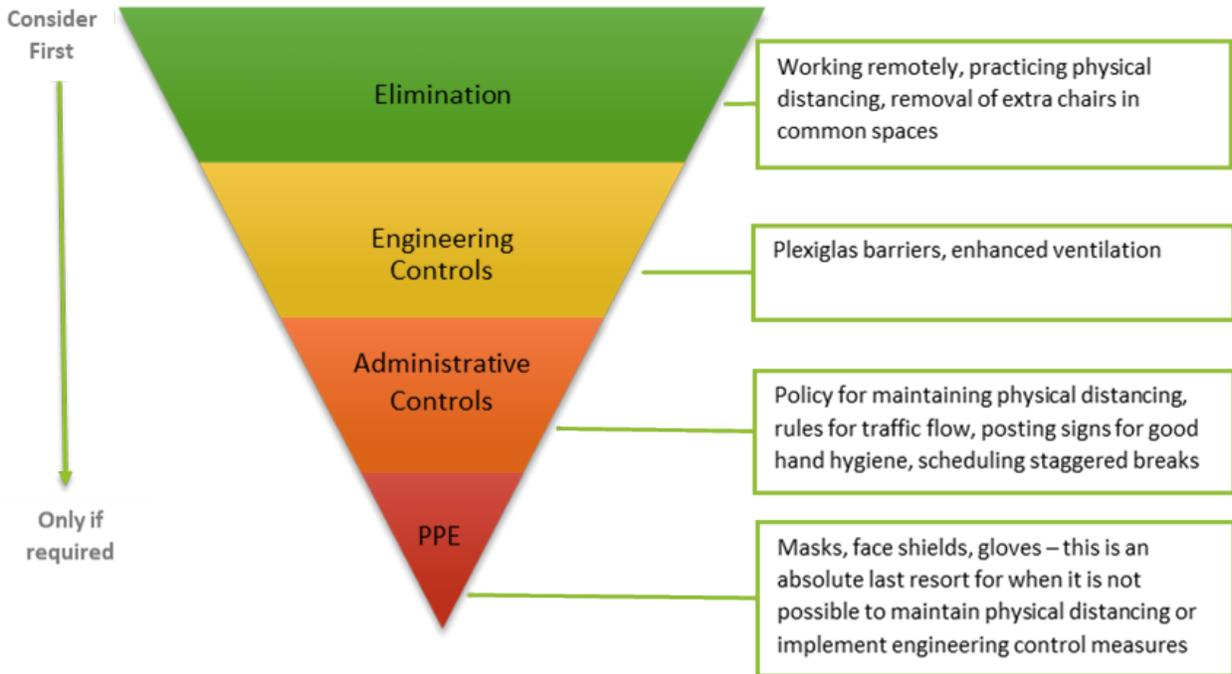 Consider
First
Elimination
Working remotely, practicing physical
distancing, removal of extra chairs in
common spaces
Engineering
Controls
Plexiglas barriers, enhanced ventilation
Administrative
Controls
Policy for maintaining physical distancing,
rules for traffic flow, posting signs for good
hand hygiene, scheduling staggered breaks
Only if
required
PPE
Masks, face shields, gloves – this is an
absolute last resort for when it is not
possible to maintain physical distancing or
implement engineering control measures